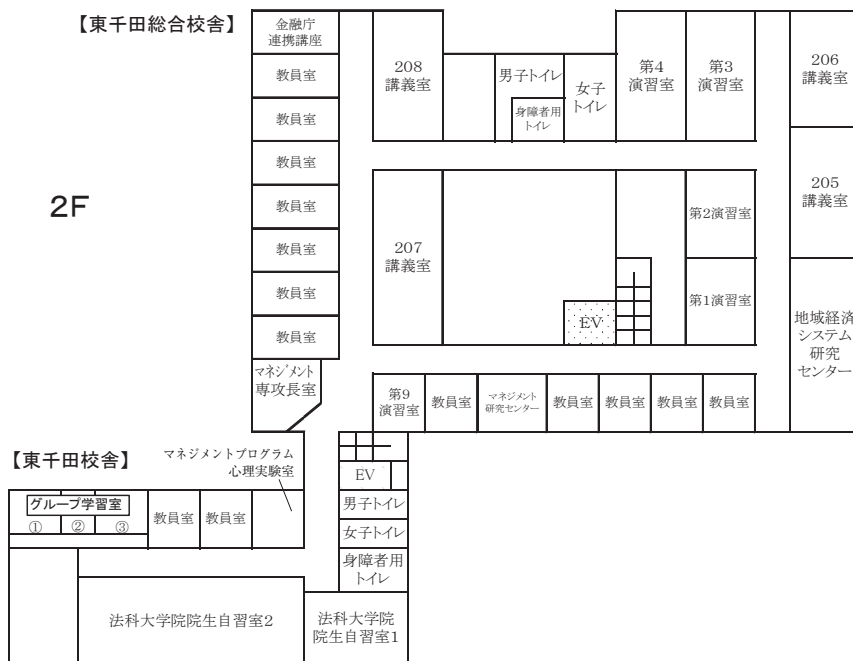 【東千田総合校舎】
2F
金融庁
連携講座
教員室
教員室
教員室
教員室
教員室
教員室
教員室
マネジメント
専攻長室
208
講義室
男子トイレ
身障者用
トイレ
女子
トイレ
第4
演習室
第3
演習室
206
講義室
205
講義室
207
講義室
第2演習室
第1演習室
EV
地域経済
システム
研究
センター
第9
演習室
教員室
マネジメント
研究センター
教員室
教員室
教員室
教員室
【東千田校舎】
マネジメントプログラム
心理実験室
グループ学習室
①
②
③
教員室
教員室
EV
男子トイレ
女子トイレ
身障者用
トイレ
法科大学院院生自習室2
法科大学院
院生自習室1